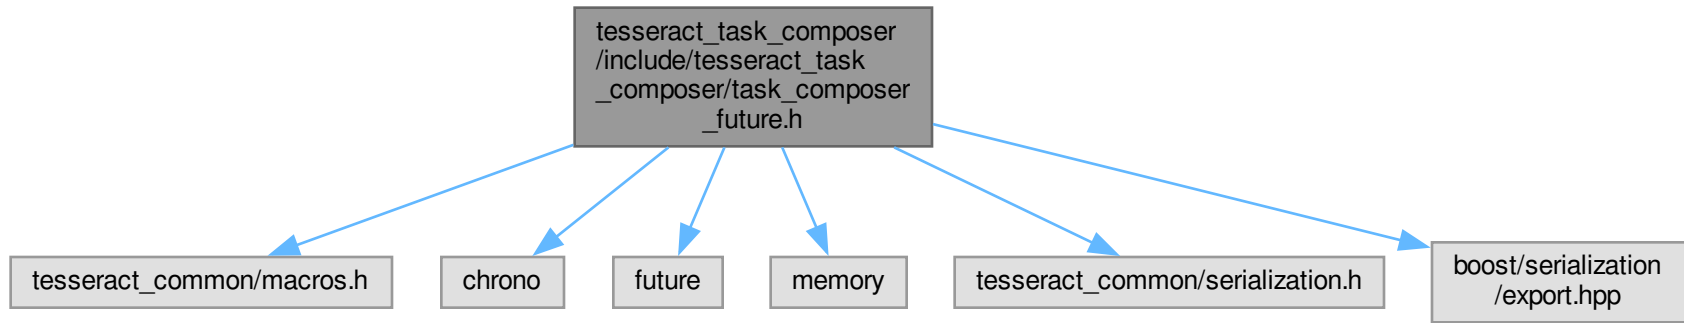 tesseract_task_composer
/include/tesseract_task
_composer/task_composer
_future.h
tesseract_common/macros.h
chrono
future
memory
tesseract_common/serialization.h
boost/serialization
/export.hpp